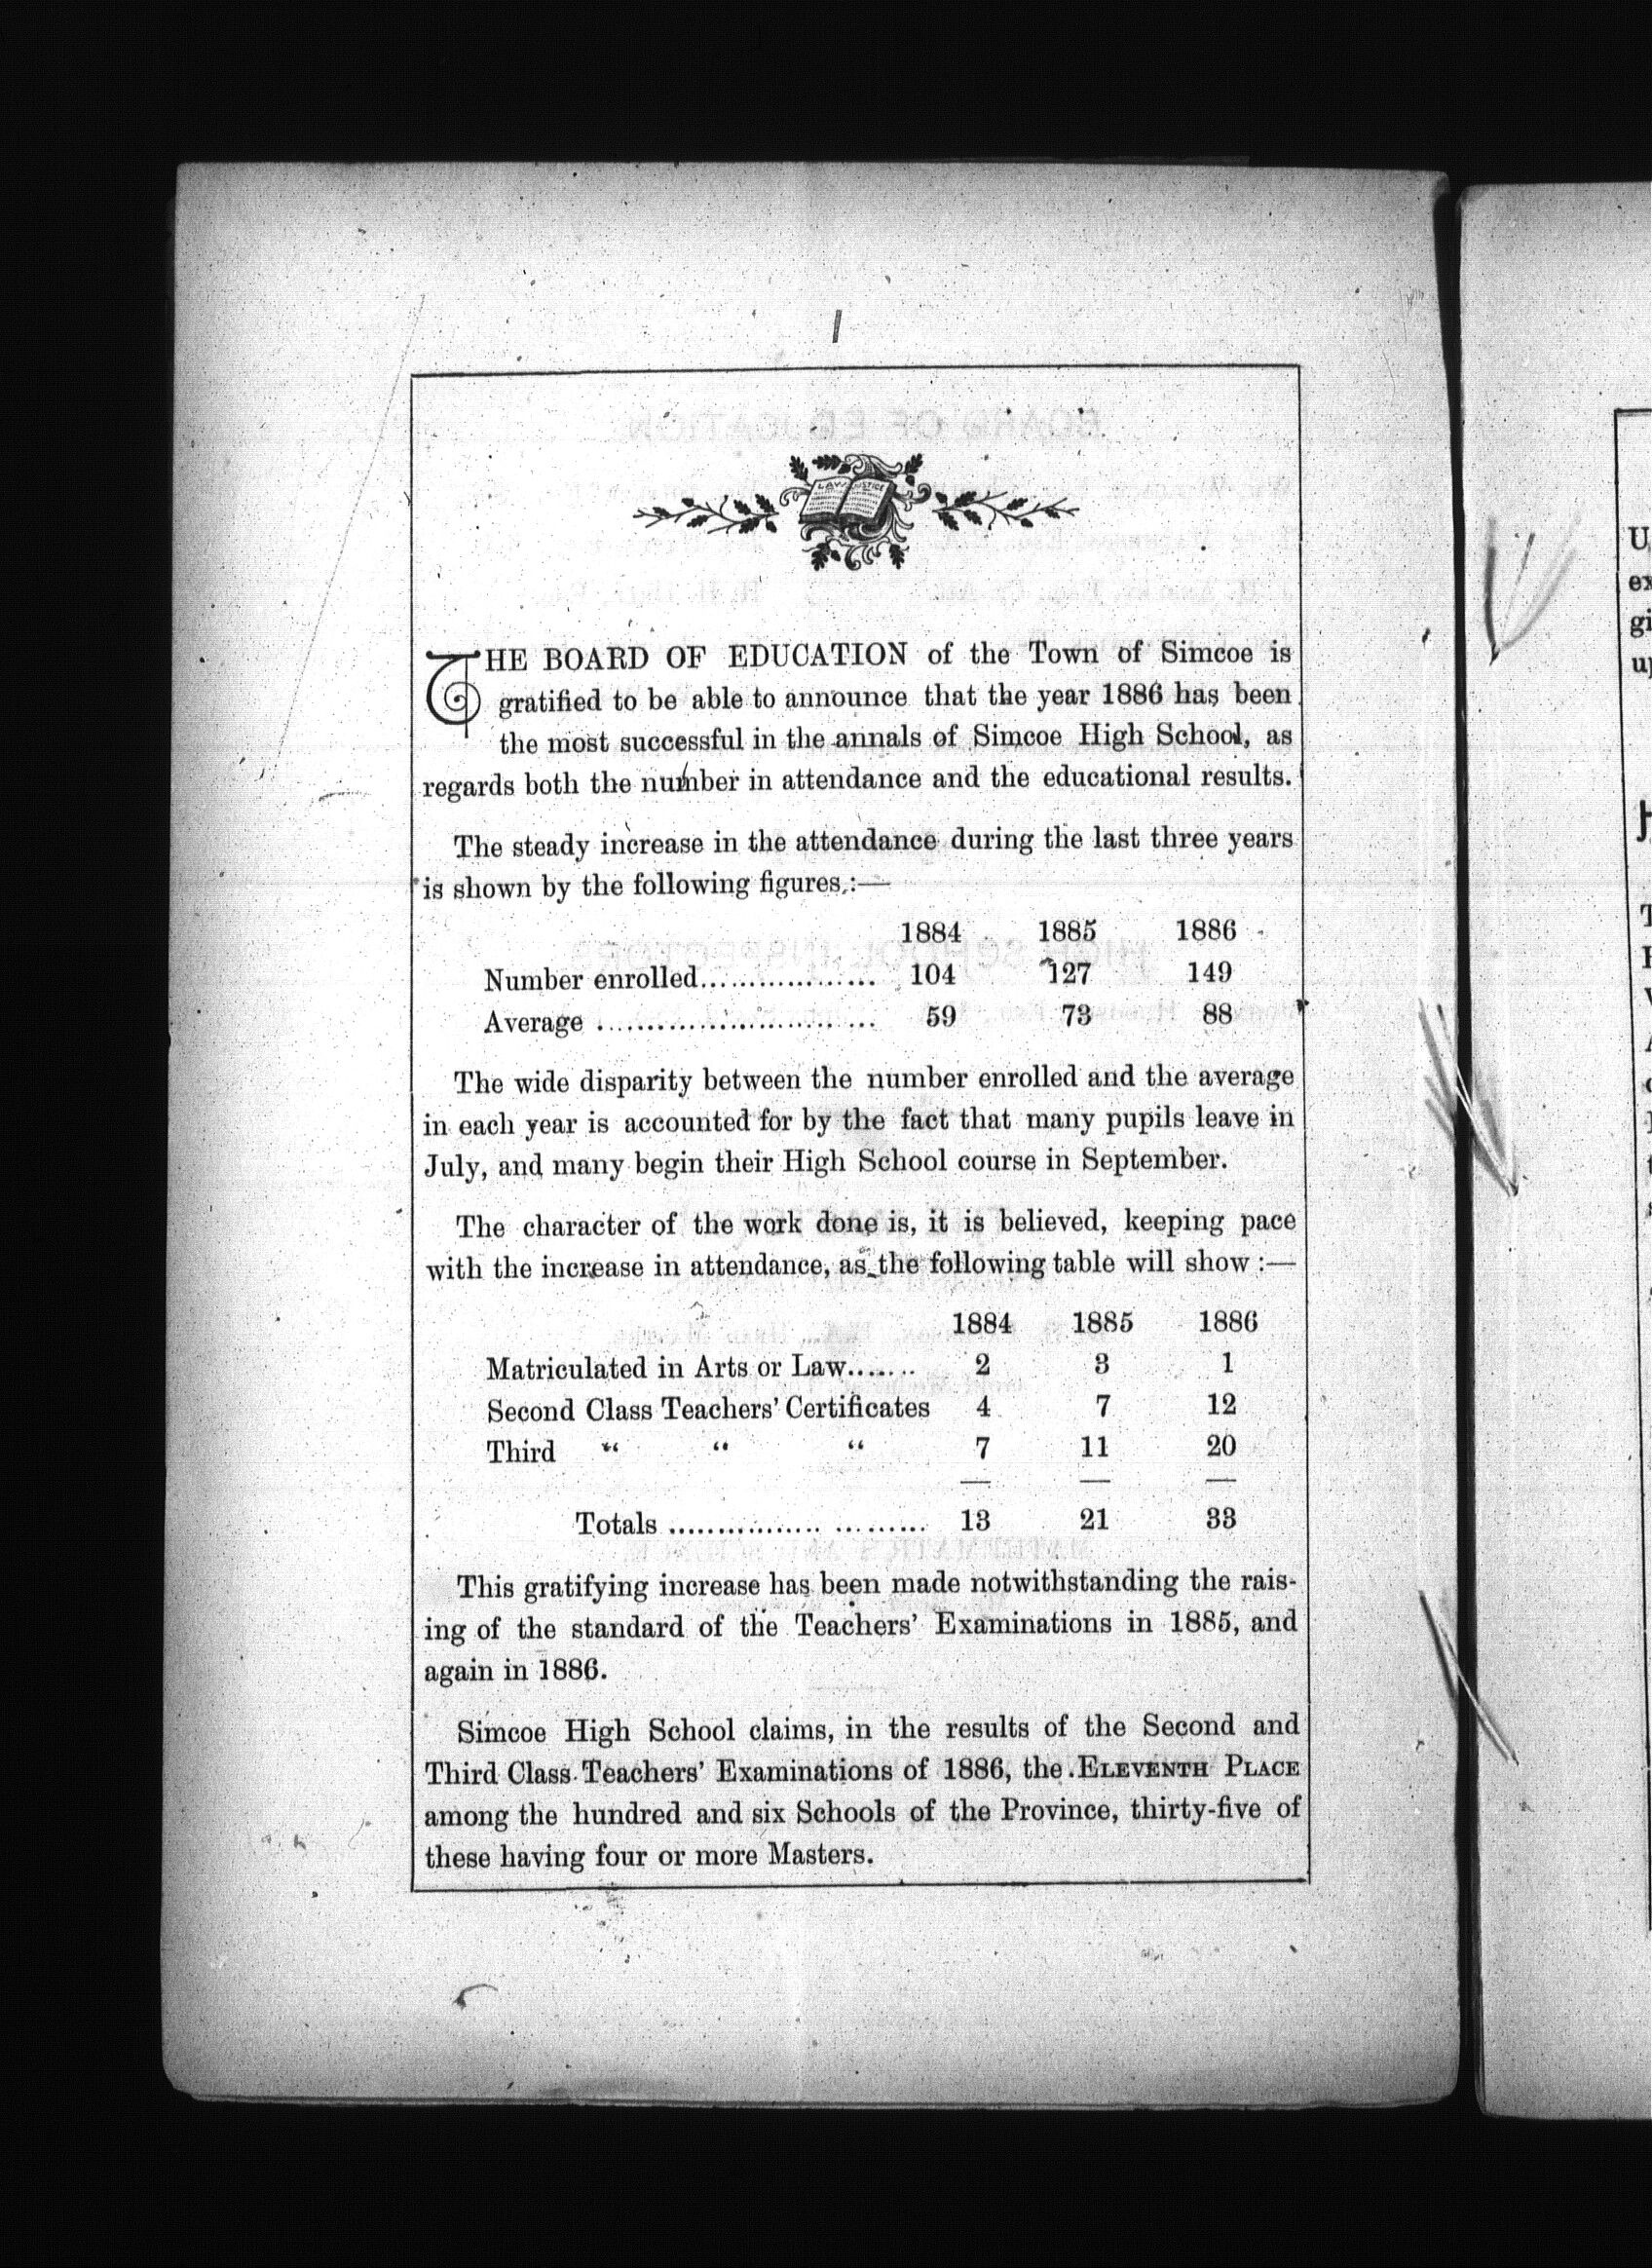 LAW JUSTICE
THE BOARD OF EDUCATION of the Town of Simcoe is
gratified to be able to announce that the year 1886 has been
the most successful in the annals of Simcoe High School, as
regards both the number in attendance and the educational results.
The steady increase in the attendance during the last three years
is shown by the following figures:—
1884 1885 1886
Number enrolled.................. 104 127 149
Average ............................ 59 73 88
The wide disparity between the number enrolled and the average
in each year is accounted for by the fact that many pupils leave in
July, and many begin their High School course in September.
The character of the work done is, it is believed, keeping pace
with the increase in attendance, as the following table will show :—
1884 1885 1886
Matriculated in Arts or Law....... 2 3 1
Second Class Teachers' Certificates 4 7 12
Third “ “ “ 7 11 20
Totals ................ .......... 13 21 33
This gratifying increase has been made notwithstanding the rais-
ing of the standard of the Teachers' Examinations in 1885, and
again in 1886.
Simcoe High School claims, in the results of the Second and
Third Class Teachers' Examinations of 1886, the ELEVENTH PLACE
among the hundred and six Schools of the Province, thirty-five of
these having four or more Masters.